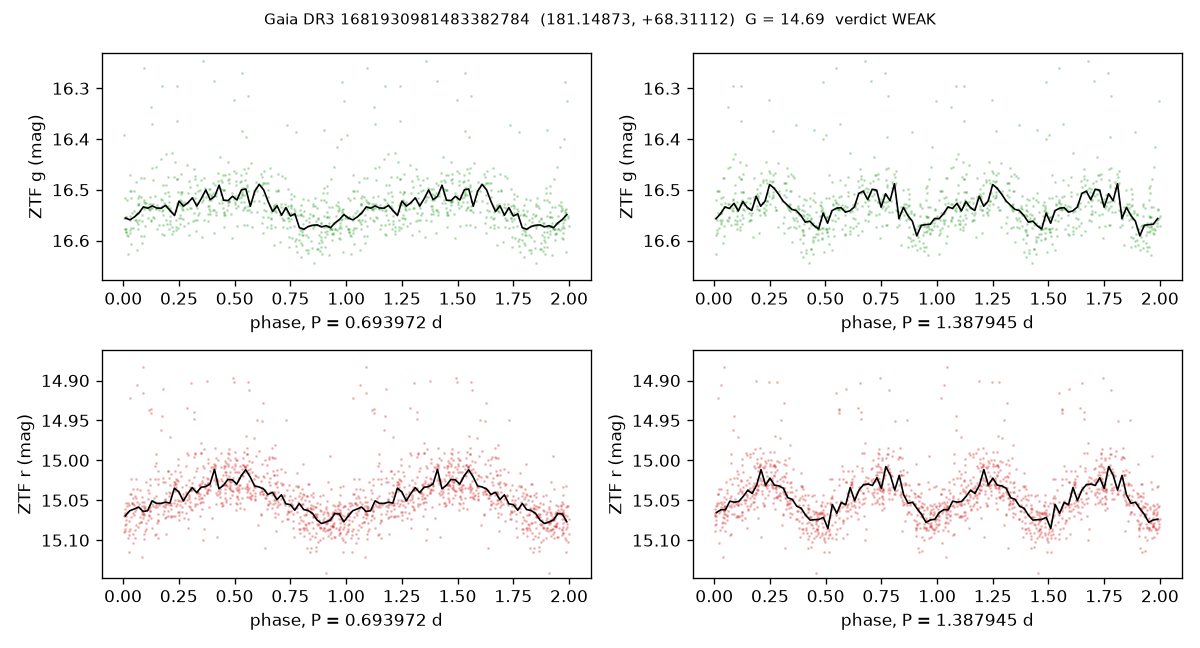 Gaia DR3 1681930981483382784  (181.14873, +68.31112)  G = 14.69  verdict WEAK
ZTF g (mag)
16.3
16.4
16.5
16.6
0.00 0.25 0.50 0.75 1.00 1.25 1.50 1.75 2.00
phase, P = 0.693972 d
ZTF g (mag)
16.3
16.4
16.5
16.6
0.00 0.25 0.50 0.75 1.00 1.25 1.50 1.75 2.00
phase, P = 1.387945 d
ZTF r (mag)
14.90
14.95
15.00
15.05
15.10
0.00 0.25 0.50 0.75 1.00 1.25 1.50 1.75 2.00
phase, P = 0.693972 d
ZTF r (mag)
14.90
14.95
15.00
15.05
15.10
0.00 0.25 0.50 0.75 1.00 1.25 1.50 1.75 2.00
phase, P = 1.387945 d